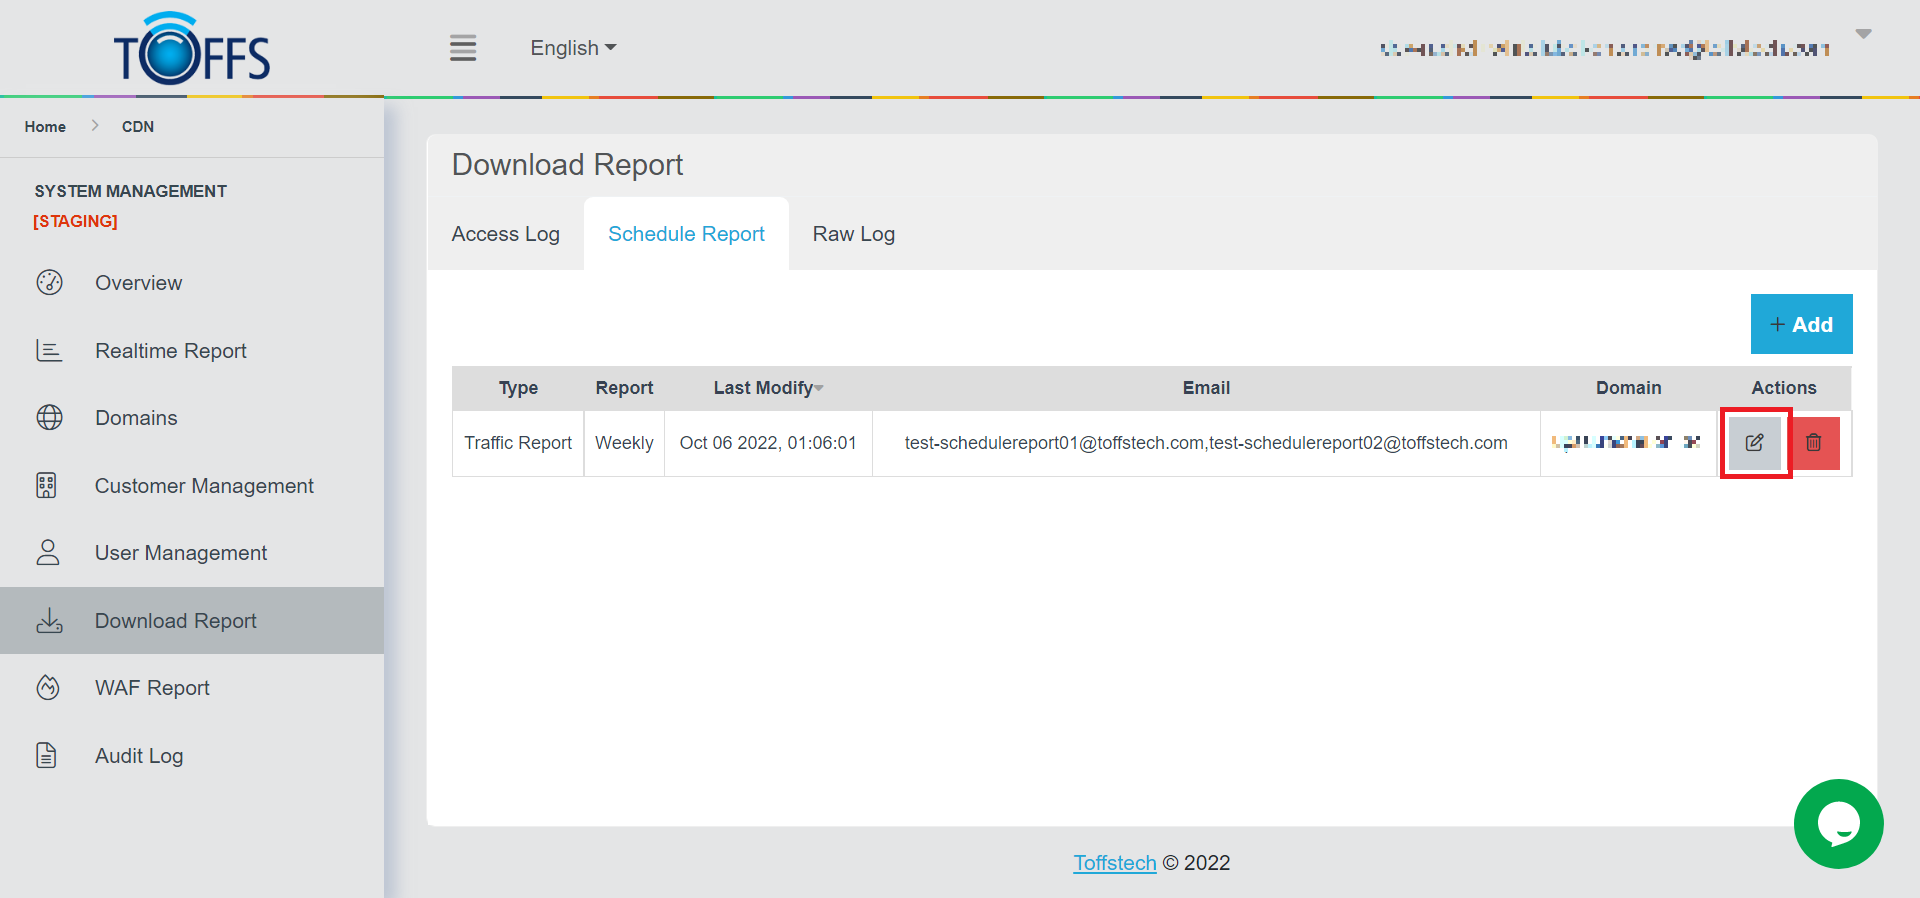 TOFFS
English
Home > CDN
SYSTEM MANAGEMENT
[STAGING]
Overview
Realtime Report
Domains
Customer Management
User Management
Download Report
WAF Report
Audit Log
Download Report
Access Log Schedule Report Raw Log
+ Add
Type Report Last Modify Email Domain Actions
Traffic Report Weekly Oct 06 2022, 01:06:01 test-schedulereport01@toffstech.com,test-schedulereport02@toffstech.com
Toffstech © 2022